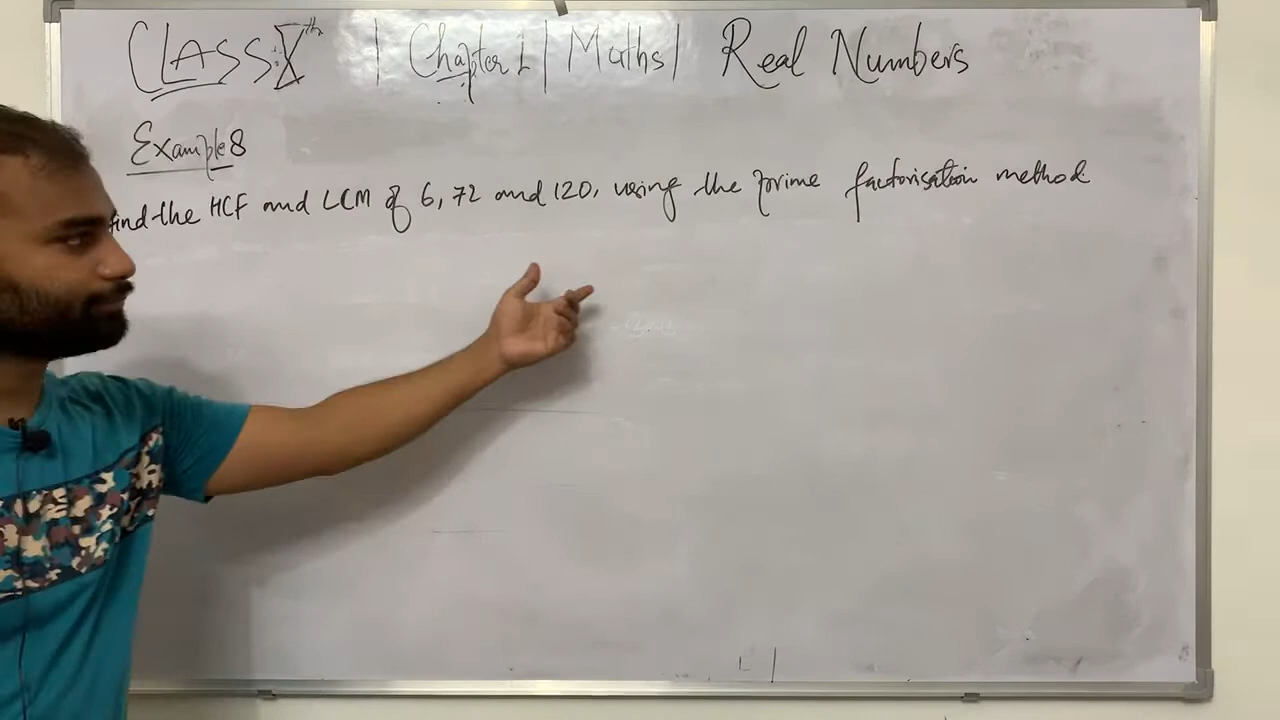 CLASS Xth | Chapter 1 | Maths | Real Numbers
Example 8
find the HCF and LCM of 6, 72 and 120, using the prime factorisation method